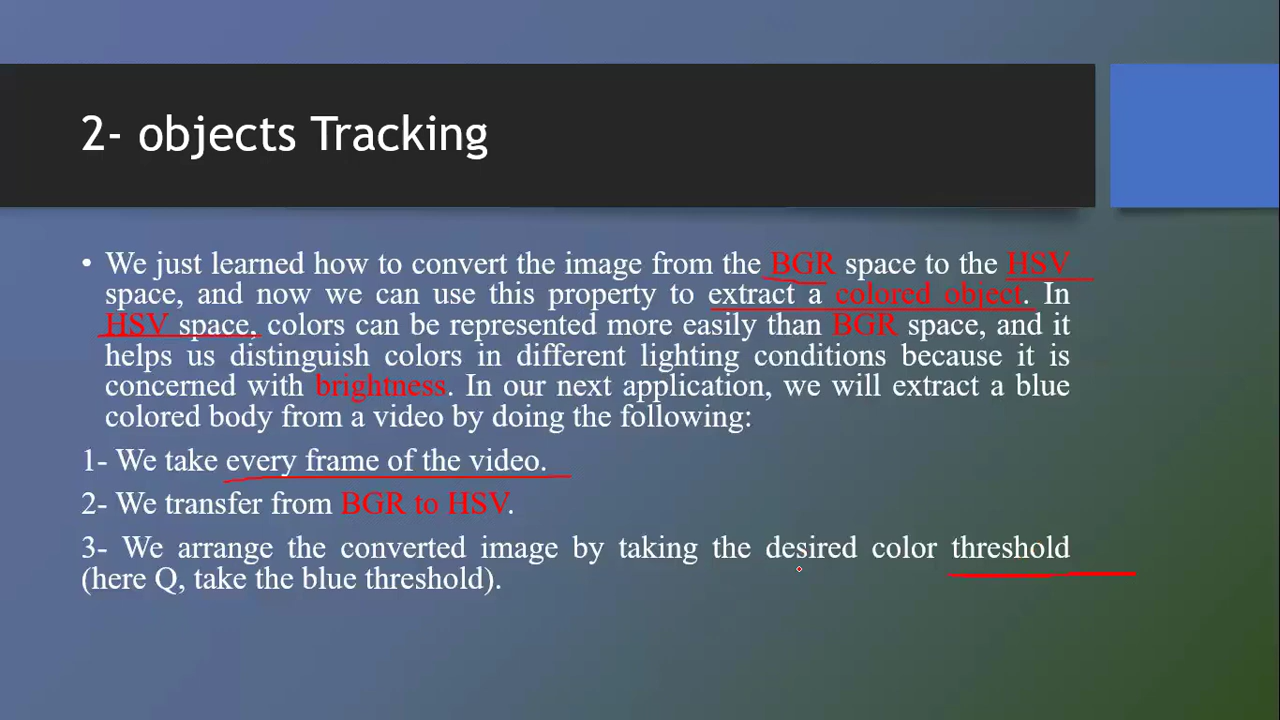 2- objects Tracking
• We just learned how to convert the image from the BGR space to the HSV
space, and now we can use this property to extract a colored object. In
HSV space, colors can be represented more easily than BGR space, and it
helps us distinguish colors in different lighting conditions because it is
concerned with brightness. In our next application, we will extract a blue
colored body from a video by doing the following:
1- We take every frame of the video.
2- We transfer from BGR to HSV.
3- We arrange the converted image by taking the desired color threshold
(here Q, take the blue threshold).